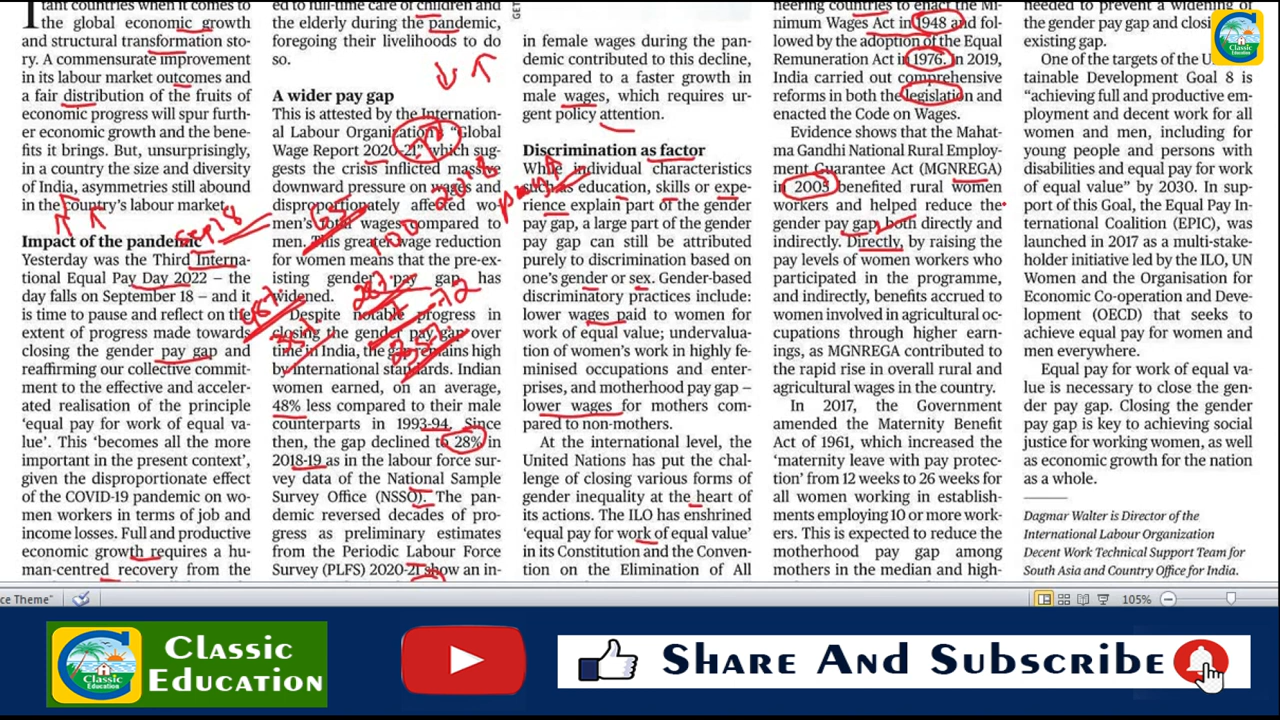 tant countries when it comes to
the global economic growth
and structural transformation sto-
ry. A commensurate improvement
in its labour market outcomes and
a fair distribution of the fruits of
economic progress will spur furth-
er economic growth and the bene-
fits it brings. But, unsurprisingly,
in a country the size and diversity
of India, asymmetries still abound
in the country's labour market.
Impact of the pandemic
Yesterday was the Third Interna-
tional Equal Pay Day 2022 – the
day falls on September 18 – and it
is time to pause and reflect on the
extent of progress made towards
closing the gender pay gap and
reaffirming our collective commit-
ment to the effective and acceler-
ated realisation of the principle
'equal pay for work of equal va-
lue'. This 'becomes all the more
important in the present context',
given the disproportionate effect
of the COVID-19 pandemic on wo-
men workers in terms of job and
income losses. Full and productive
economic growth requires a hu-
man-centred recovery from the
ed to full-time care of children and
the elderly during the pandemic,
foregoing their livelihoods to do
so.
A wider pay gap
This is attested by the Internation-
al Labour Organization's "Global
Wage Report 2020-21", which sug-
gests the crisis inflicted massive
downward pressure on wages and
disproportionately affected wo-
men's total wages compared to
men. This greater wage reduction
for women means that the pre-ex-
isting gender pay gap has
widened.
Despite notable progress in
closing the gender pay gap over
time in India, the gap remains high
by international standards. Indian
women earned, on an average,
48% less compared to their male
counterparts in 1993-94. Since
then, the gap declined to 28% in
2018-19 as in the labour force sur-
vey data of the National Sample
Survey Office (NSSO). The pan-
demic reversed decades of pro-
gress as preliminary estimates
from the Periodic Labour Force
Survey (PLFS) 2020-21 show an in-
in female wages during the pan-
demic contributed to this decline,
compared to a faster growth in
male wages, which requires ur-
gent policy attention.
Discrimination as factor
While individual characteristics
such as education, skills or expe-
rience explain part of the gender
pay gap, a large part of the gender
pay gap can still be attributed
purely to discrimination based on
one's gender or sex. Gender-based
discriminatory practices include:
lower wages paid to women for
work of equal value; undervalua-
tion of women's work in highly fe-
minised occupations and enter-
prises, and motherhood pay gap –
lower wages for mothers com-
pared to non-mothers.
At the international level, the
United Nations has put the chal-
lenge of closing various forms of
gender inequality at the heart of
its actions. The ILO has enshrined
'equal pay for work of equal value'
in its Constitution and the Conven-
tion on the Elimination of All
neering countries to enact the Mi-
nimum Wages Act in 1948 and fol-
lowed by the adoption of the Equal
Remuneration Act in 1976. In 2019,
India carried out comprehensive
reforms in both the legislation and
enacted the Code on Wages.
Evidence shows that the Mahat-
ma Gandhi National Rural Employ-
ment Guarantee Act (MGNREGA)
in 2005 benefited rural women
workers and helped reduce the
gender pay gap both directly and
indirectly. Directly, by raising the
pay levels of women workers who
participated in the programme,
and indirectly, benefits accrued to
women involved in agricultural oc-
cupations through higher earn-
ings, as MGNREGA contributed to
the rapid rise in overall rural and
agricultural wages in the country.
In 2017, the Government
amended the Maternity Benefit
Act of 1961, which increased the
'maternity leave with pay protec-
tion' from 12 weeks to 26 weeks for
all women working in establish-
ments employing 10 or more work-
ers. This is expected to reduce the
motherhood pay gap among
mothers in the median and high-
needed to prevent a widening of
the gender pay gap and closing
existing gap.
One of the targets of the
tainable Development Goal 8 is
"achieving full and productive em-
ployment and decent work for all
women and men, including for
young people and persons with
disabilities and equal pay for work
of equal value" by 2030. In sup-
port of this Goal, the Equal Pay In-
ternational Coalition (EPIC), was
launched in 2017 as a multi-stake-
holder initiative led by the ILO, UN
Women and the Organisation for
Economic Co-operation and Deve-
lopment (OECD) that seeks to
achieve equal pay for women and
men everywhere.
Equal pay for work of equal va-
lue is necessary to close the gen-
der pay gap. Closing the gender
pay gap is key to achieving social
justice for working women, as well
as economic growth for the nation
as a whole.
Dagmar Walter is Director of the
International Labour Organization
Decent Work Technical Support Team for
South Asia and Country Office for India.
Classic
Education
ce Theme"
105%
Classic
Education
Classic
Education
Share And Subscribe